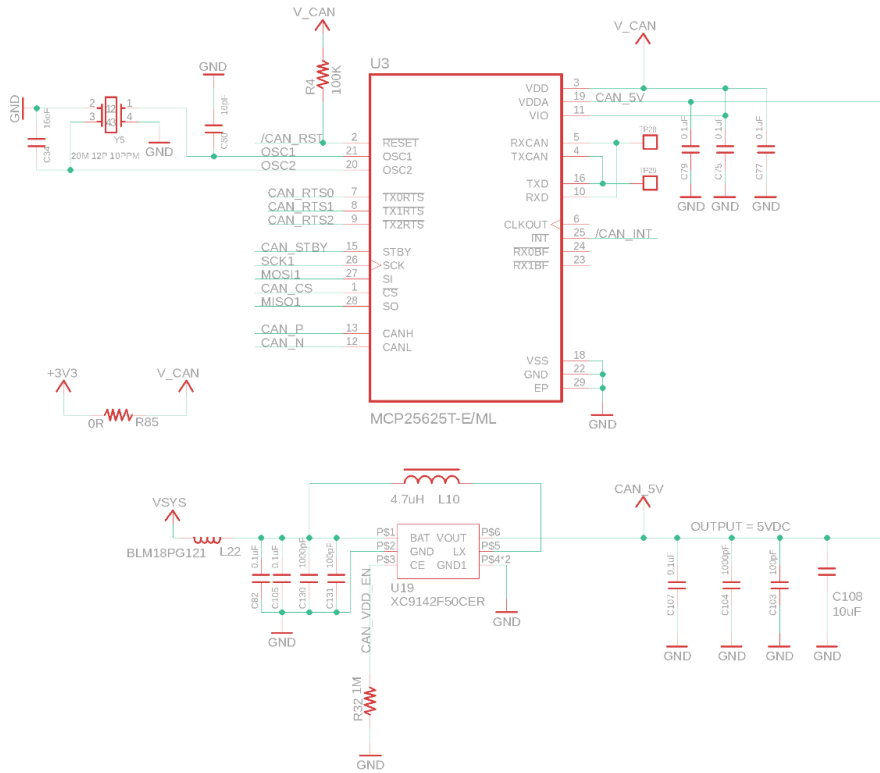 V_CAN
V_CAN
U3
GND
R4
100K
GND
16pF
C34
2
1
12
3
4
43
Y5
20M 12P 10PPM
GND
C80
/CAN_RST
OSC1
OSC2
2
21
20
RESET
OSC1
OSC2
CAN_RTS0
CAN_RTS1
CAN_RTS2
7
8
9
TX0RTS
TX1RTS
TX2RTS
CAN_STBY
SCK1
MOSI1
CAN_CS
MISO1
15
26
27
1
28
STBY
SCK
SI
CS
SO
CAN_P
CAN_N
13
12
CANH
CANL
VDD
VDDA
VIO
3
19
11
CAN_5V
RXCAN
TXCAN
5
4
TP28
TXD
RXD
16
10
TP29
CLKOUT
INT
RX0BF
RX1BF
6
25
24
23
/CAN_INT
VSS
GND
EP
18
22
29
GND
0.1uF
C79
GND
0.1uF
C75
GND
0.1uF
C77
GND
MCP25625T-E/ML
+3V3
V_CAN
0R
R85
VSYS
BLM18PG121
L22
4.7uH
L10
0.1uF
C82
0.1uF
C105
1000pF
C130
100pF
C131
GND
P$1
P$2
P$3
BAT
GND
CE
VOUT
LX
GND1
P$6
P$5
P$4*2
U19
XC9142F50CER
GND
CAN_VDD_EN
R32
1M
GND
CAN_5V
OUTPUT = 5VDC
0.1uF
C107
GND
1000pF
C104
GND
100pF
C103
GND
C108
10uF
GND